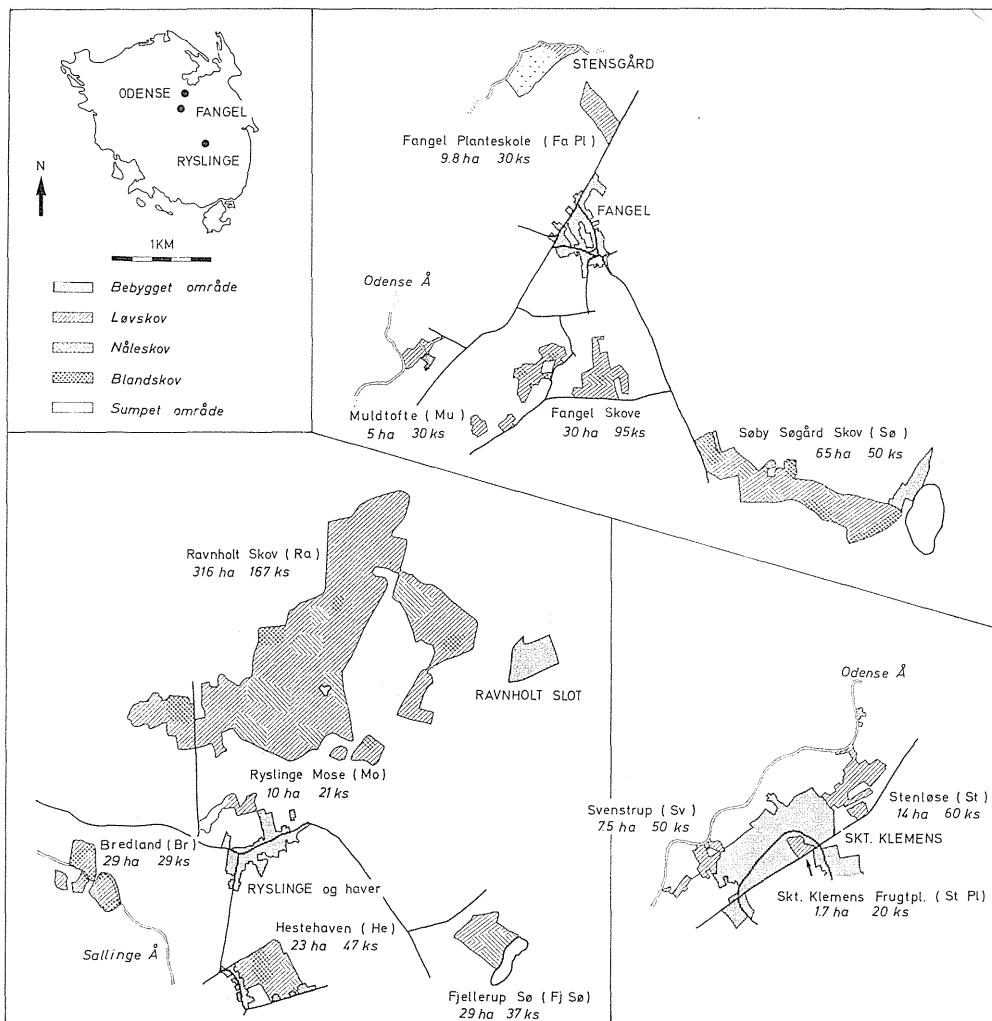 ODENSE
FANGEL
RYSLINGE
N
1KM
Bebygget område
Løvskov
Nåleskov
Blandskov
Sumpet område
STENSGÅRD
Fangel Planteskole (Fa Pl)
9.8 ha 30 ks
FANGEL
Odense Å
Muldtofte (Mu)
5 ha 30 ks
Fangel Skove
30 ha 95 ks
Søby Søgård Skov (Sø)
65 ha 50 ks
Ravnholt Skov (Ra)
316 ha 167 ks
RAVNHOLT SLOT
Ryslinge Mose (Mo)
10 ha 21 ks
Bredland (Br)
29 ha 29 ks
RYSLINGE og haver
Sallinge Å
Hestehaven (He)
23 ha 47 ks
Fjellerup Sø (Fj Sø)
29 ha 37 ks
Odense Å
Svenstrup (Sv)
7.5 ha 50 ks
Stenløse (St)
14 ha 60 ks
SKT. KLEMENS
Skt. Klemens Frugtpl. (St Pl)
1.7 ha 20 ks